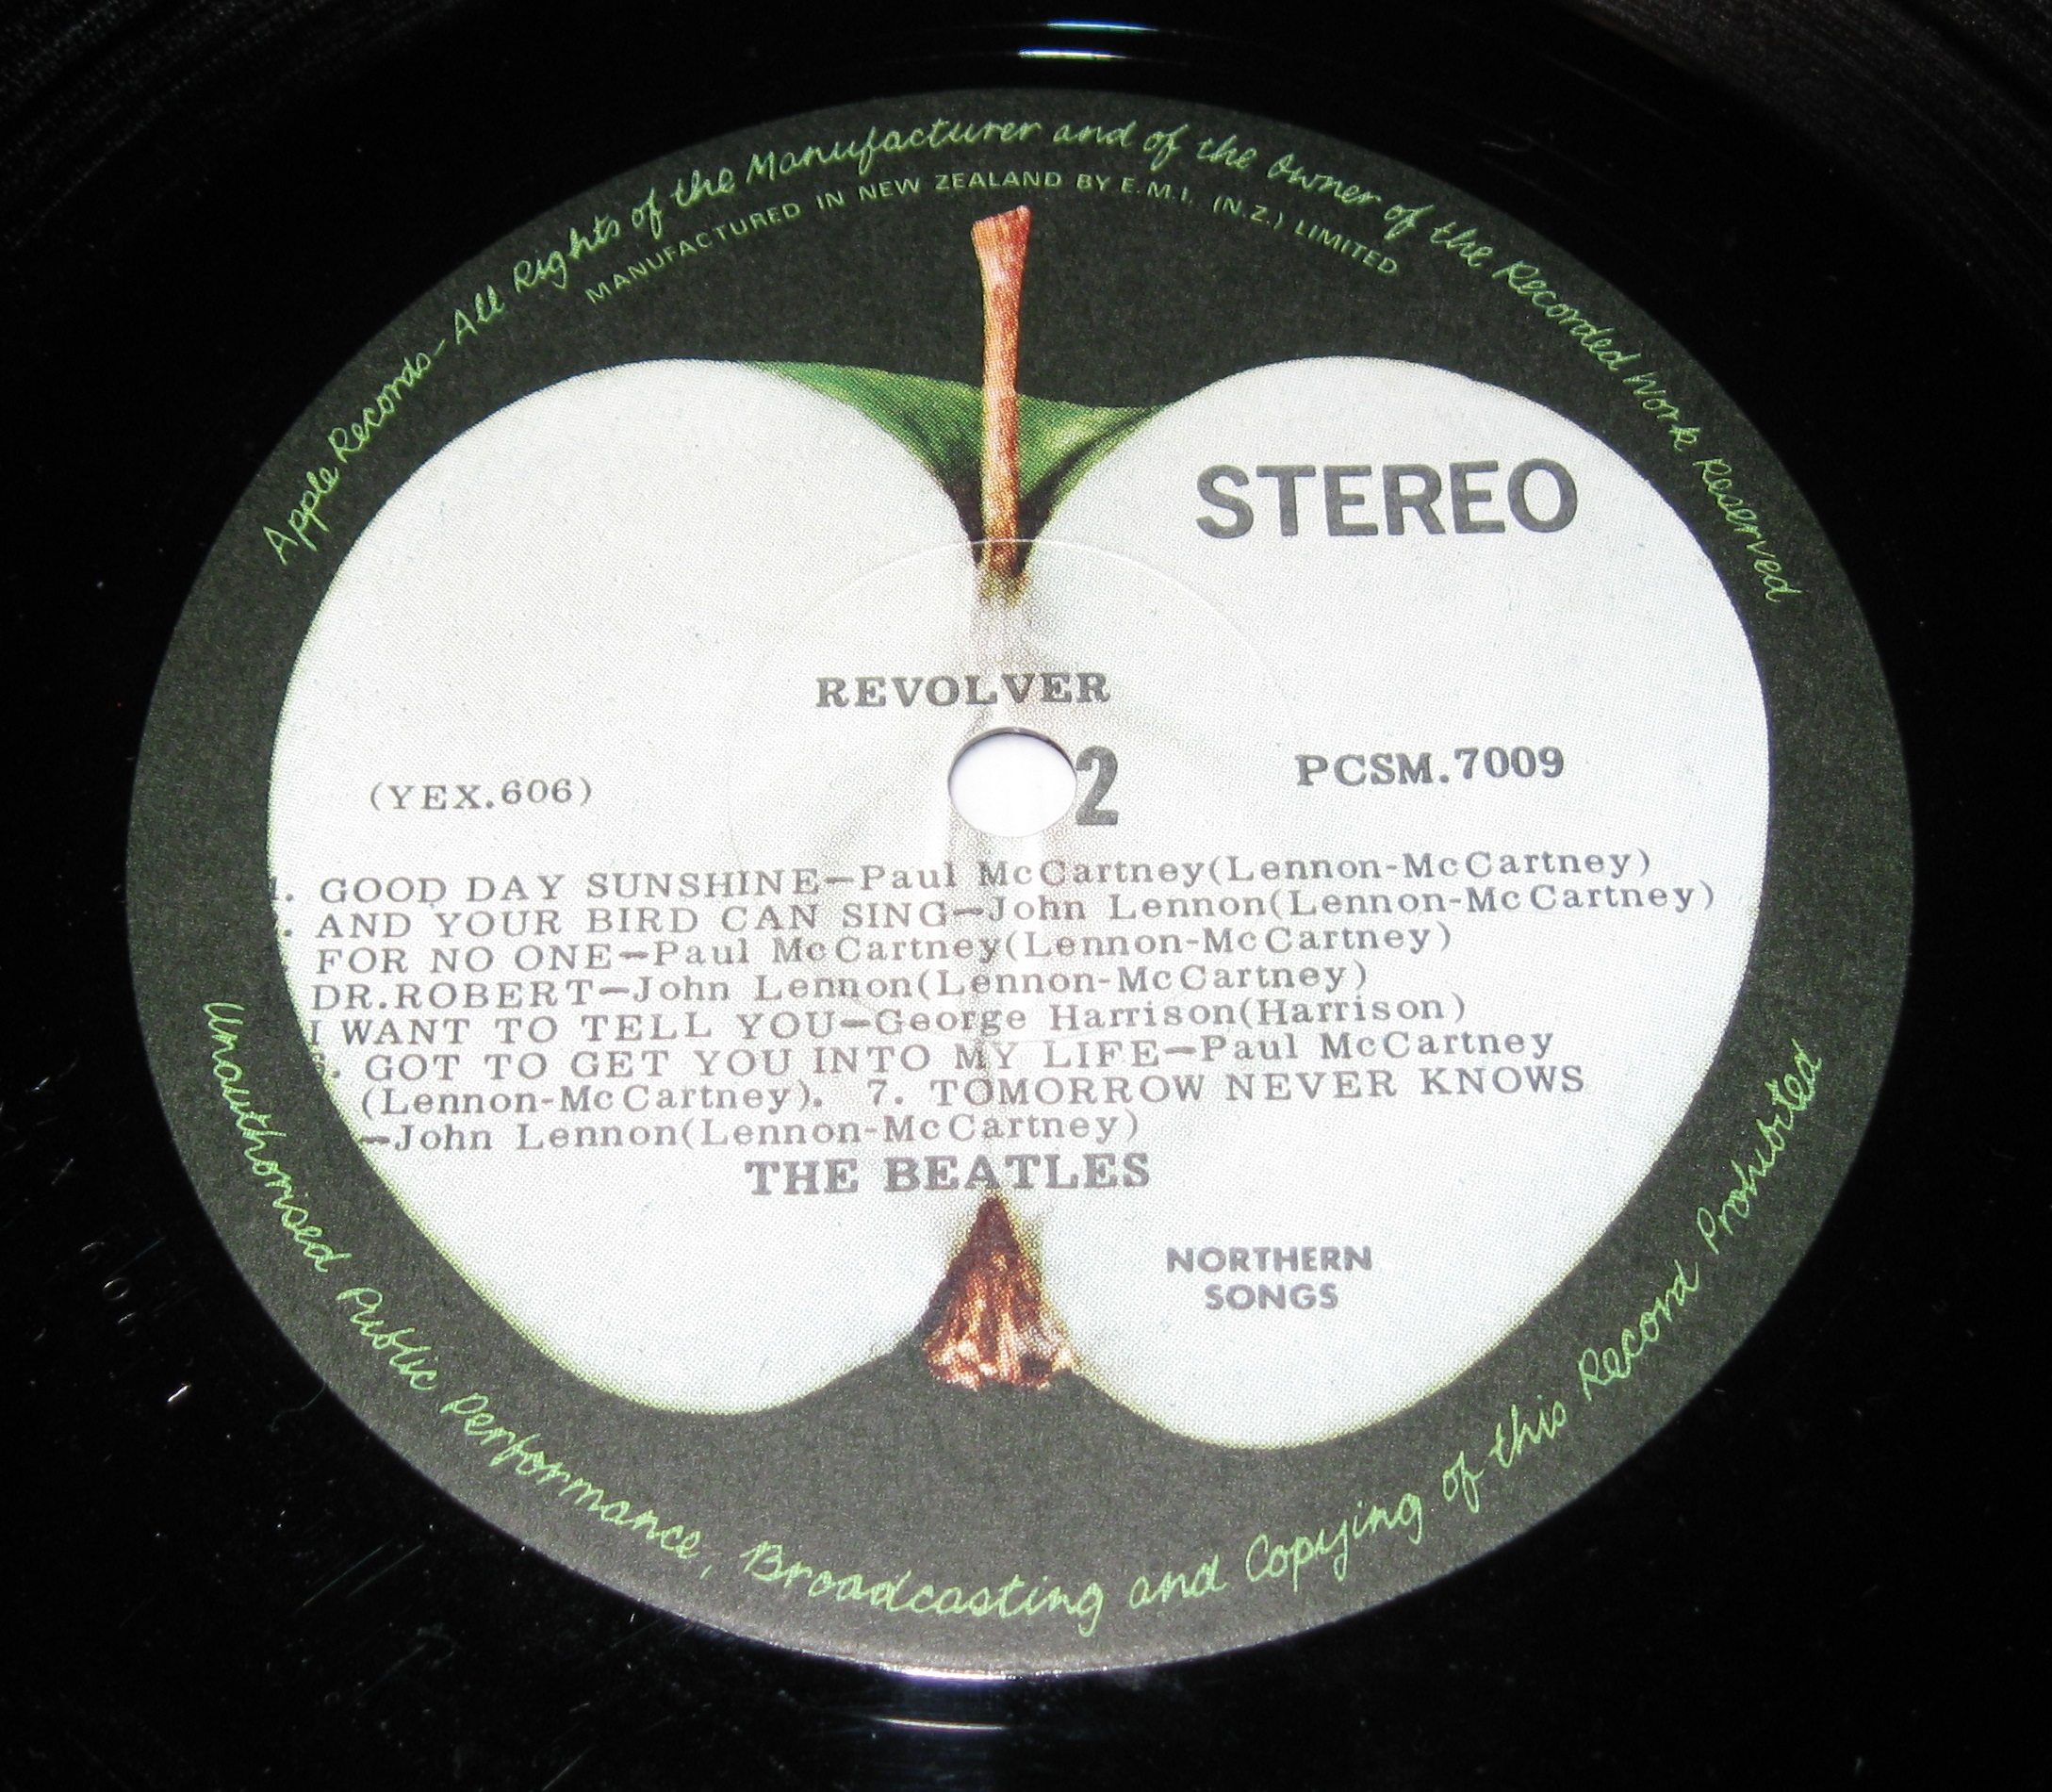 Apple Records - All Rights of the Manufacturer and of the Owner of the Recorded Work Reserved
MANUFACTURED IN NEW ZEALAND BY E.M.I. (N.Z.) LIMITED
STEREO
REVOLVER
(YEX.606)
2
PCSM.7009
1. GOOD DAY SUNSHINE—Paul McCartney(Lennon-McCartney)
. AND YOUR BIRD CAN SING—John Lennon(Lennon-McCartney)
FOR NO ONE—Paul McCartney(Lennon-McCartney)
DR.ROBERT—John Lennon(Lennon-McCartney)
I WANT TO TELL YOU—George Harrison(Harrison)
. GOT TO GET YOU INTO MY LIFE—Paul McCartney
(Lennon-McCartney). 7. TOMORROW NEVER KNOWS
—John Lennon(Lennon-McCartney)
THE BEATLES
NORTHERN
SONGS
Unauthorised Public Performance, Broadcasting and Copying of this Record Prohibited